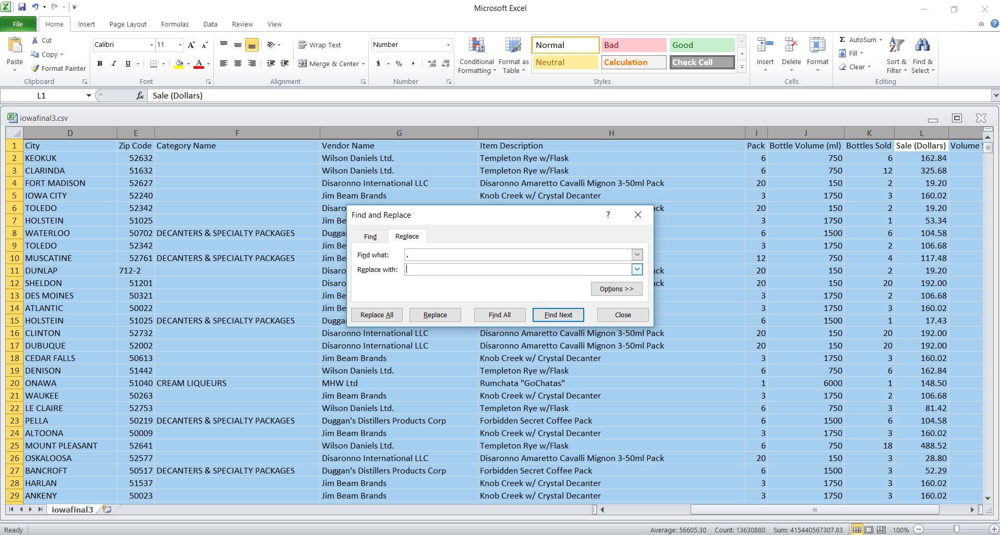 Microsoft Excel
File Home Insert Page Layout Formulas Data Review View
Paste Cut Copy Format Painter Clipboard
Calibri 11 A A B I U A Font
Wrap Text Merge & Center Alignment
Number $ % , Number
Conditional Formatting Format as Table
Normal Bad Good
Neutral Calculation Check Cell
Styles
Insert Delete Format Cells
Σ AutoSum Fill Clear Sort & Filter Find & Select Editing
L1 fx Sale (Dollars)
iowafinal3.csv
D E F G H I J K L
1 City Zip Code Category Name Vendor Name Item Description Pack Bottle Volume (ml) Bottles Sold Sale (Dollars) Volume
2 KEOKUK 52632 Wilson Daniels Ltd. Templeton Rye w/Flask 6 750 6 162.84
3 CLARINDA 51632 Wilson Daniels Ltd. Templeton Rye w/Flask 6 750 12 325.68
4 FORT MADISON 52627 Disaronno International LLC Disaronno Amaretto Cavalli Mignon 3-50ml Pack 20 150 2 19.20
5 IOWA CITY 52240 Jim Beam Brands Knob Creek w/ Crystal Decanter 3 1750 3 160.02
6 TOLEDO 52342 Disaro ck 20 150 2 19.20
7 HOLSTEIN 51025 Jim Be 3 1750 1 53.34
8 WATERLOO 50702 DECANTERS & SPECIALTY PACKAGES Dugga 6 1500 6 104.58
9 TOLEDO 52342 Jim Be 3 1750 2 106.68
10 MUSCATINE 52761 DECANTERS & SPECIALTY PACKAGES Jim Be 12 750 4 117.48
11 DUNLAP 712-2 Disaro ck 20 150 2 19.20
12 SHELDON 51201 Disaro ck 20 150 20 192.00
13 DES MOINES 50321 Jim Be 3 1750 2 106.68
14 ATLANTIC 50022 Jim Be 3 1750 3 160.02
15 HOLSTEIN 51025 DECANTERS & SPECIALTY PACKAGES Dugga 6 1500 1 17.43
16 CLINTON 52732 Disaronno International LLC Disaronno Amaretto Cavalli Mignon 3-50ml Pack 20 150 20 192.00
17 DUBUQUE 52002 Disaronno International LLC Disaronno Amaretto Cavalli Mignon 3-50ml Pack 20 150 20 192.00
18 CEDAR FALLS 50613 Jim Beam Brands Knob Creek w/ Crystal Decanter 3 1750 3 160.02
19 DENISON 51442 Wilson Daniels Ltd. Templeton Rye w/Flask 6 750 6 162.84
20 ONAWA 51040 CREAM LIQUEURS MHW Ltd Rumchata "GoChatas" 1 6000 1 148.50
21 WAUKEE 50263 Jim Beam Brands Knob Creek w/ Crystal Decanter 3 1750 2 106.68
22 LE CLAIRE 52753 Wilson Daniels Ltd. Templeton Rye w/Flask 6 750 3 81.42
23 PELLA 50219 DECANTERS & SPECIALTY PACKAGES Duggan's Distillers Products Corp Forbidden Secret Coffee Pack 6 1500 6 104.58
24 ALTOONA 50009 Jim Beam Brands Knob Creek w/ Crystal Decanter 3 1750 3 160.02
25 MOUNT PLEASANT 52641 Wilson Daniels Ltd. Templeton Rye w/Flask 6 750 18 488.52
26 OSKALOOSA 52577 Disaronno International LLC Disaronno Amaretto Cavalli Mignon 3-50ml Pack 20 150 3 28.80
27 BANCROFT 50517 DECANTERS & SPECIALTY PACKAGES Duggan's Distillers Products Corp Forbidden Secret Coffee Pack 6 1500 3 52.29
28 HARLAN 51537 Jim Beam Brands Knob Creek w/ Crystal Decanter 3 1750 3 160.02
29 ANKENY 50023 Jim Beam Brands Knob Creek w/ Crystal Decanter 3 1750 3 160.02
Find and Replace ?
Find Replace
Find what: ,
Replace with:
Options >>
Replace All Replace Find All Find Next Close
iowafinal3
Ready Average: 56605.30 Count: 13630880 Sum: 415440567307.83 100%